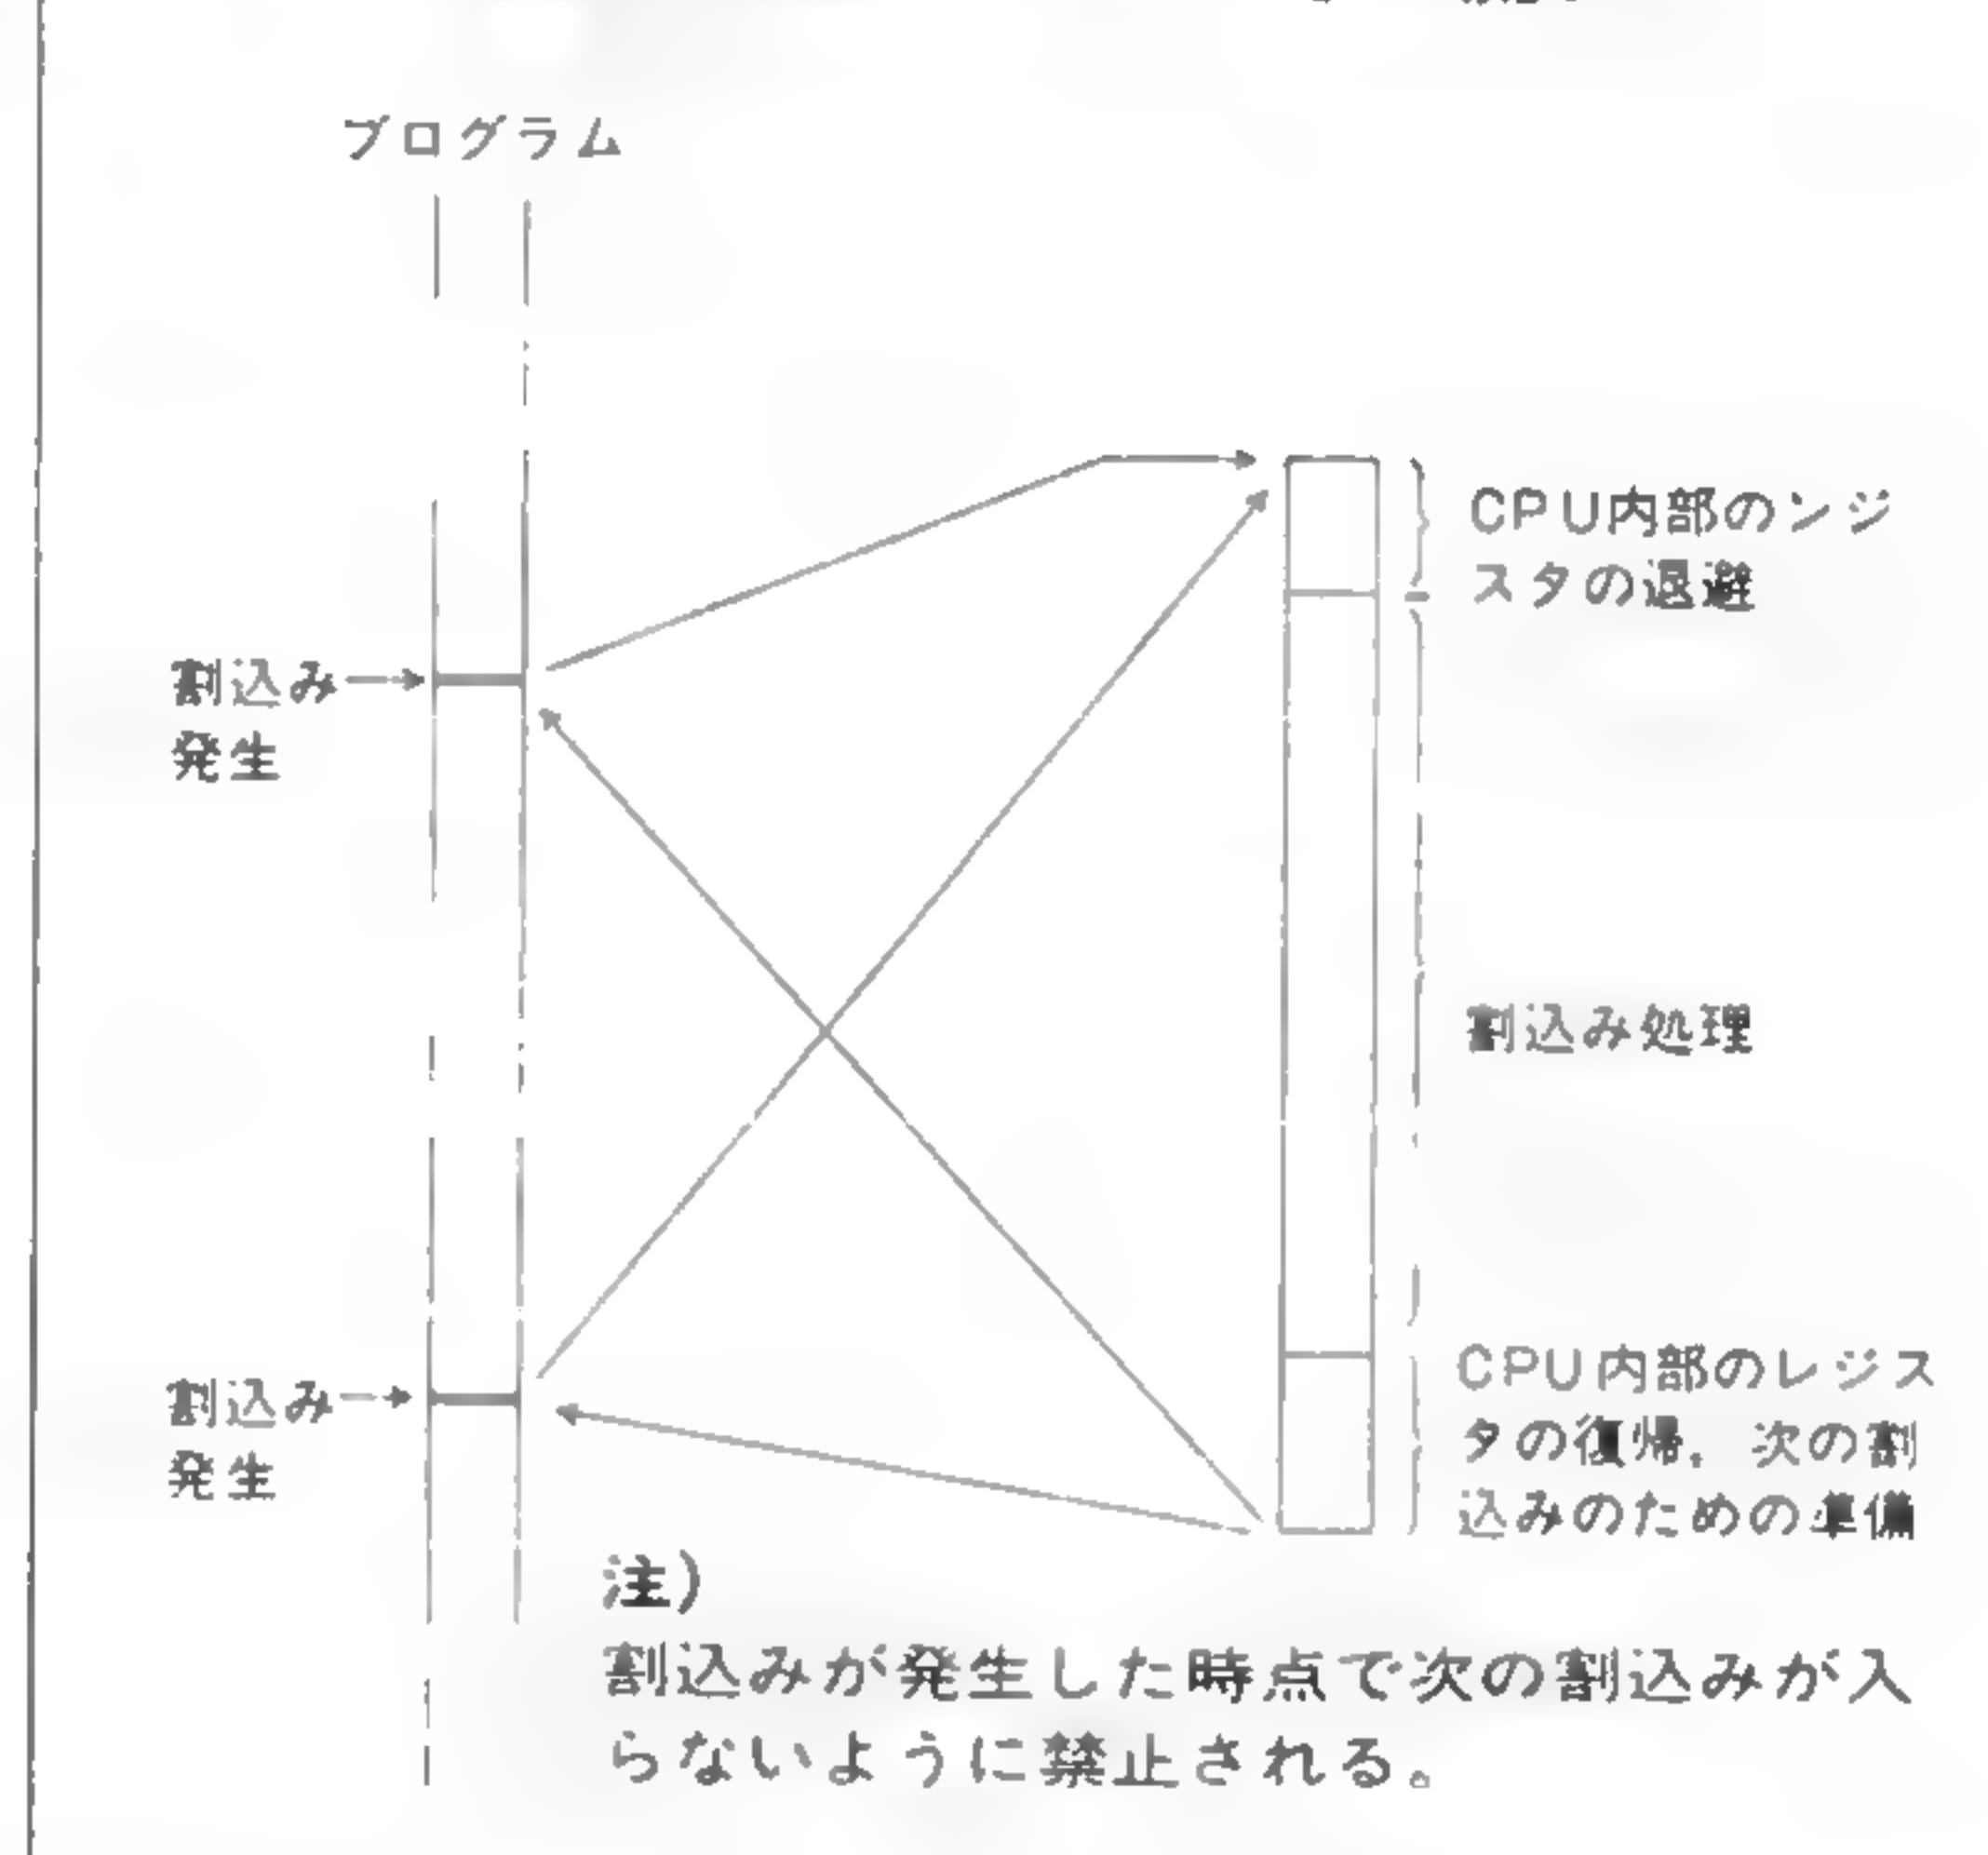 プログラム
CPU内部のンジ
スタの退避
割込み
発生
割込み処理
割込み
発生
CPU内部のレジス
タの復帰，次の割
込みのための準備
注)
割込みが発生した時点で次の割込みが入
らないように禁止される。